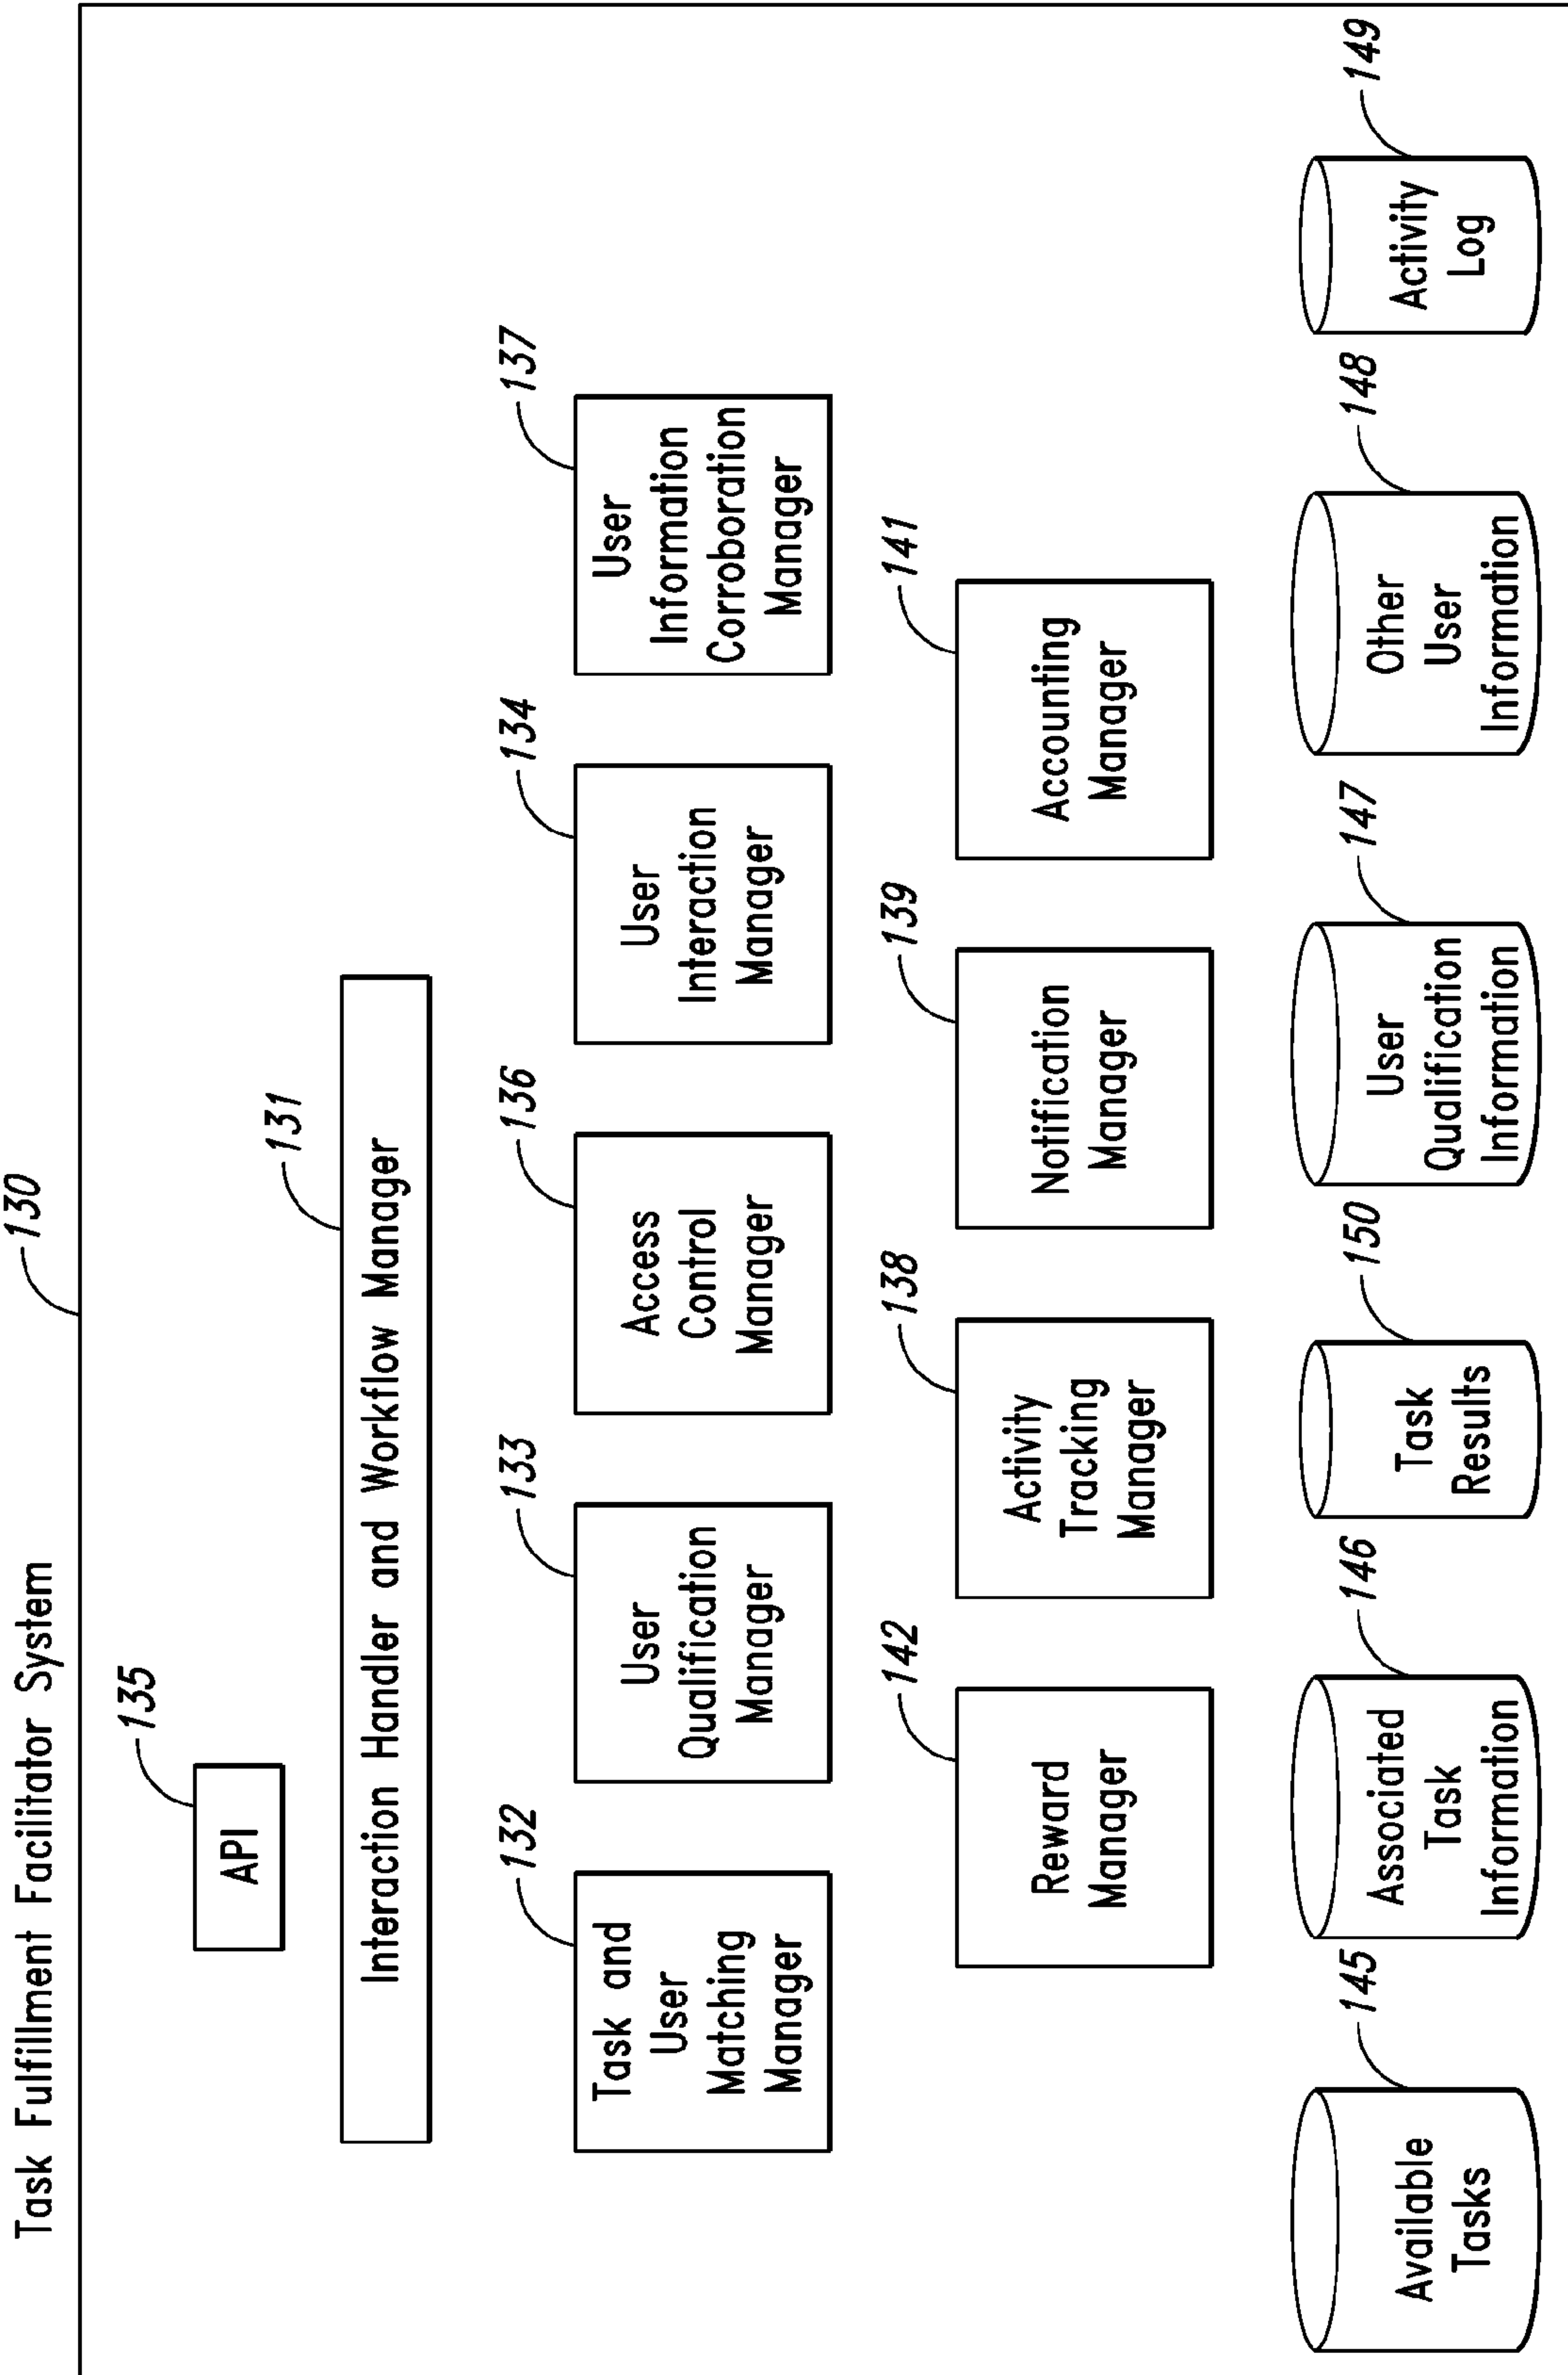 Task Fulfillment Facilitator System
130
135
API
131
Interaction Handler and Workflow Manager
132
Task and
User
Matching
Manager
133
User
Qualification
Manager
136
Access
Control
Manager
134
User
Interaction
Manager
137
User
Information
Corroboration
Manager
142
Reward
Manager
138
Activity
Tracking
Manager
139
Notification
Manager
141
Accounting
Manager
145
Available
Tasks
146
Associated
Task
Information
150
Task
Results
147
User
Qualification
Information
148
Other
User
Information
149
Activity
Log